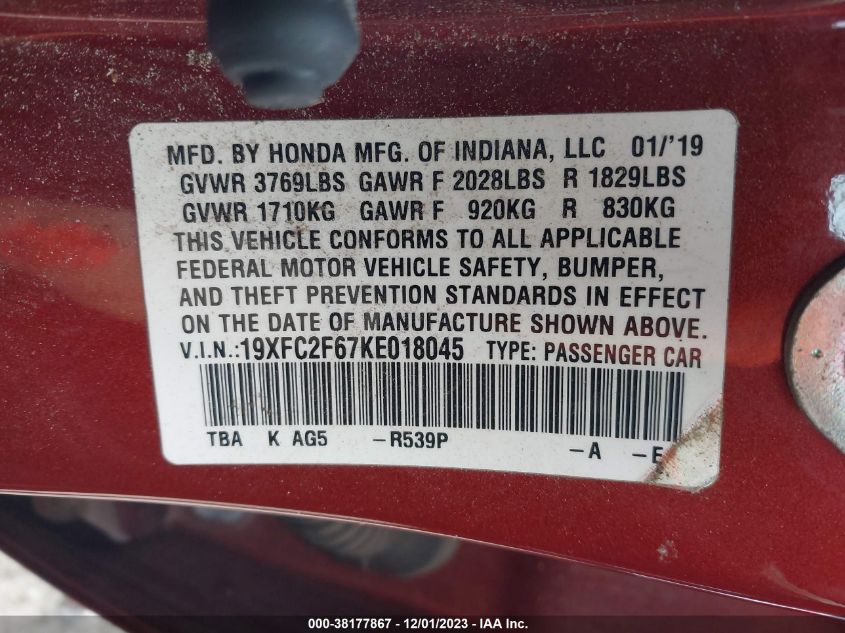 MFD. BY HONDA MFG. OF INDIANA, LLC 01/'19
GVWR 3769LBS GAWR F 2028LBS R 1829LBS
GVWR 1710KG GAWR F 920KG R 830KG
THIS VEHICLE CONFORMS TO ALL APPLICABLE
FEDERAL MOTOR VEHICLE SAFETY, BUMPER,
AND THEFT PREVENTION STANDARDS IN EFFECT
ON THE DATE OF MANUFACTURE SHOWN ABOVE.
V.I.N.:19XFC2F67KE018045 TYPE: PASSENGER CAR
TBA K AG5 -R539P -A -E
000-38177867 - 12/01/2023 - IAA Inc.